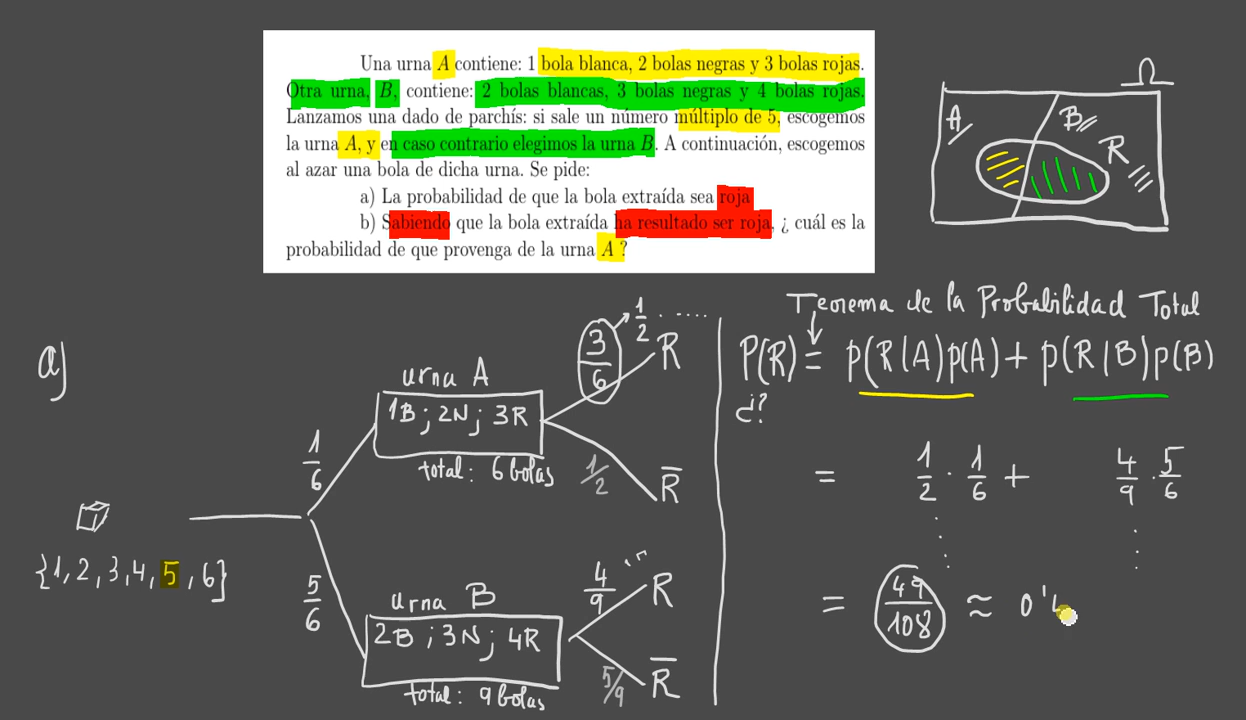 Una urna A contiene: 1 bola blanca, 2 bolas negras y 3 bolas rojas.
Otra urna, B, contiene: 2 bolas blancas, 3 bolas negras y 4 bolas rojas.
Lanzamos una dado de parchís: si sale un número múltiplo de 5, escogemos
la urna A, y en caso contrario elegimos la urna B. A continuación, escogemos
al azar una bola de dicha urna. Se pide:
a) La probabilidad de que la bola extraída sea roja
b) Sabiendo que la bola extraída ha resultado ser roja, ¿ cuál es la
probabilidad de que provenga de la urna A ?
Ω
A
B
R
a)
{1,2,3,4,5,6}
1/6
5/6
urna A
1B; 2N; 3R
total: 6 bolas
3/6
1/2 .....
R
1/2
R̅
urna B
2B; 3N; 4R
total: 9 bolas
4/9
R
5/9
R̅
Teorema de la Probabilidad Total
P(R) = p(R|A)p(A) + p(R|B)p(B)
¿?
= 1/2 · 1/6 + 4/9 · 5/6
= 49/108 ≈ 0'4